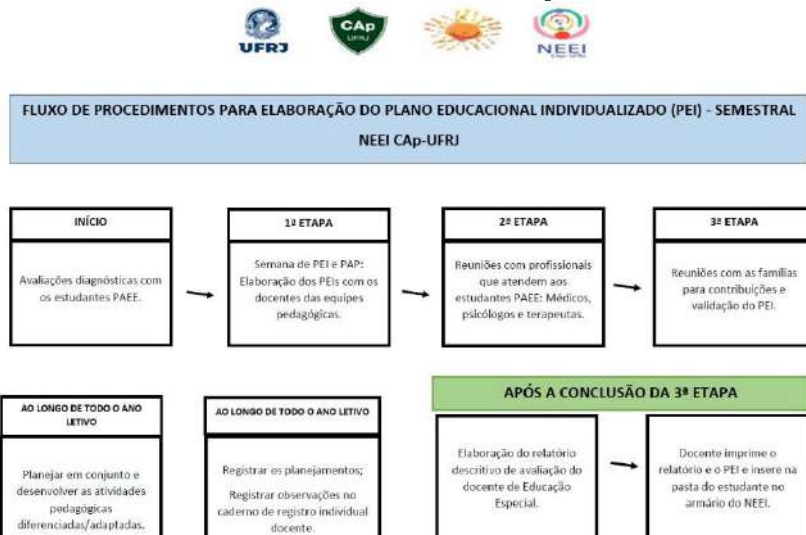 UFRJ
CAp
UFRJ
NEEI
CAp-UFRJ
FLUXO DE PROCEDIMENTOS PARA ELABORAÇÃO DO PLANO EDUCACIONAL INDIVIDUALIZADO (PEI) - SEMESTRAL
NEEI CAp-UFRJ
INÍCIO
Avaliações diagnósticas com
os estudantes PAEE.
1ª ETAPA
Semana de PEI e PAP:
Elaboração dos PEIs com os
docentes das equipes
pedagógicas.
2ª ETAPA
Reuniões com profissionais
que atendem aos
estudantes PAEE: Médicos,
psicólogos e terapeutas.
3ª ETAPA
Reuniões com as famílias
para contribuições e
validação do PEI.
AO LONGO DE TODO O ANO
LETIVO
Planejar em conjunto e
desenvolver as atividades
pedagógicas
diferenciadas/adaptadas.
AO LONGO DE TODO O ANO LETIVO
Registrar os planejamentos;
Registrar observações no
caderno de registro individual
docente.
APÓS A CONCLUSÃO DA 3ª ETAPA
Elaboração do relatório
descritivo de avaliação do
docente de Educação
Especial.
Docente imprime o
relatório e o PEI e insere na
pasta do estudante no
armário do NEEI.